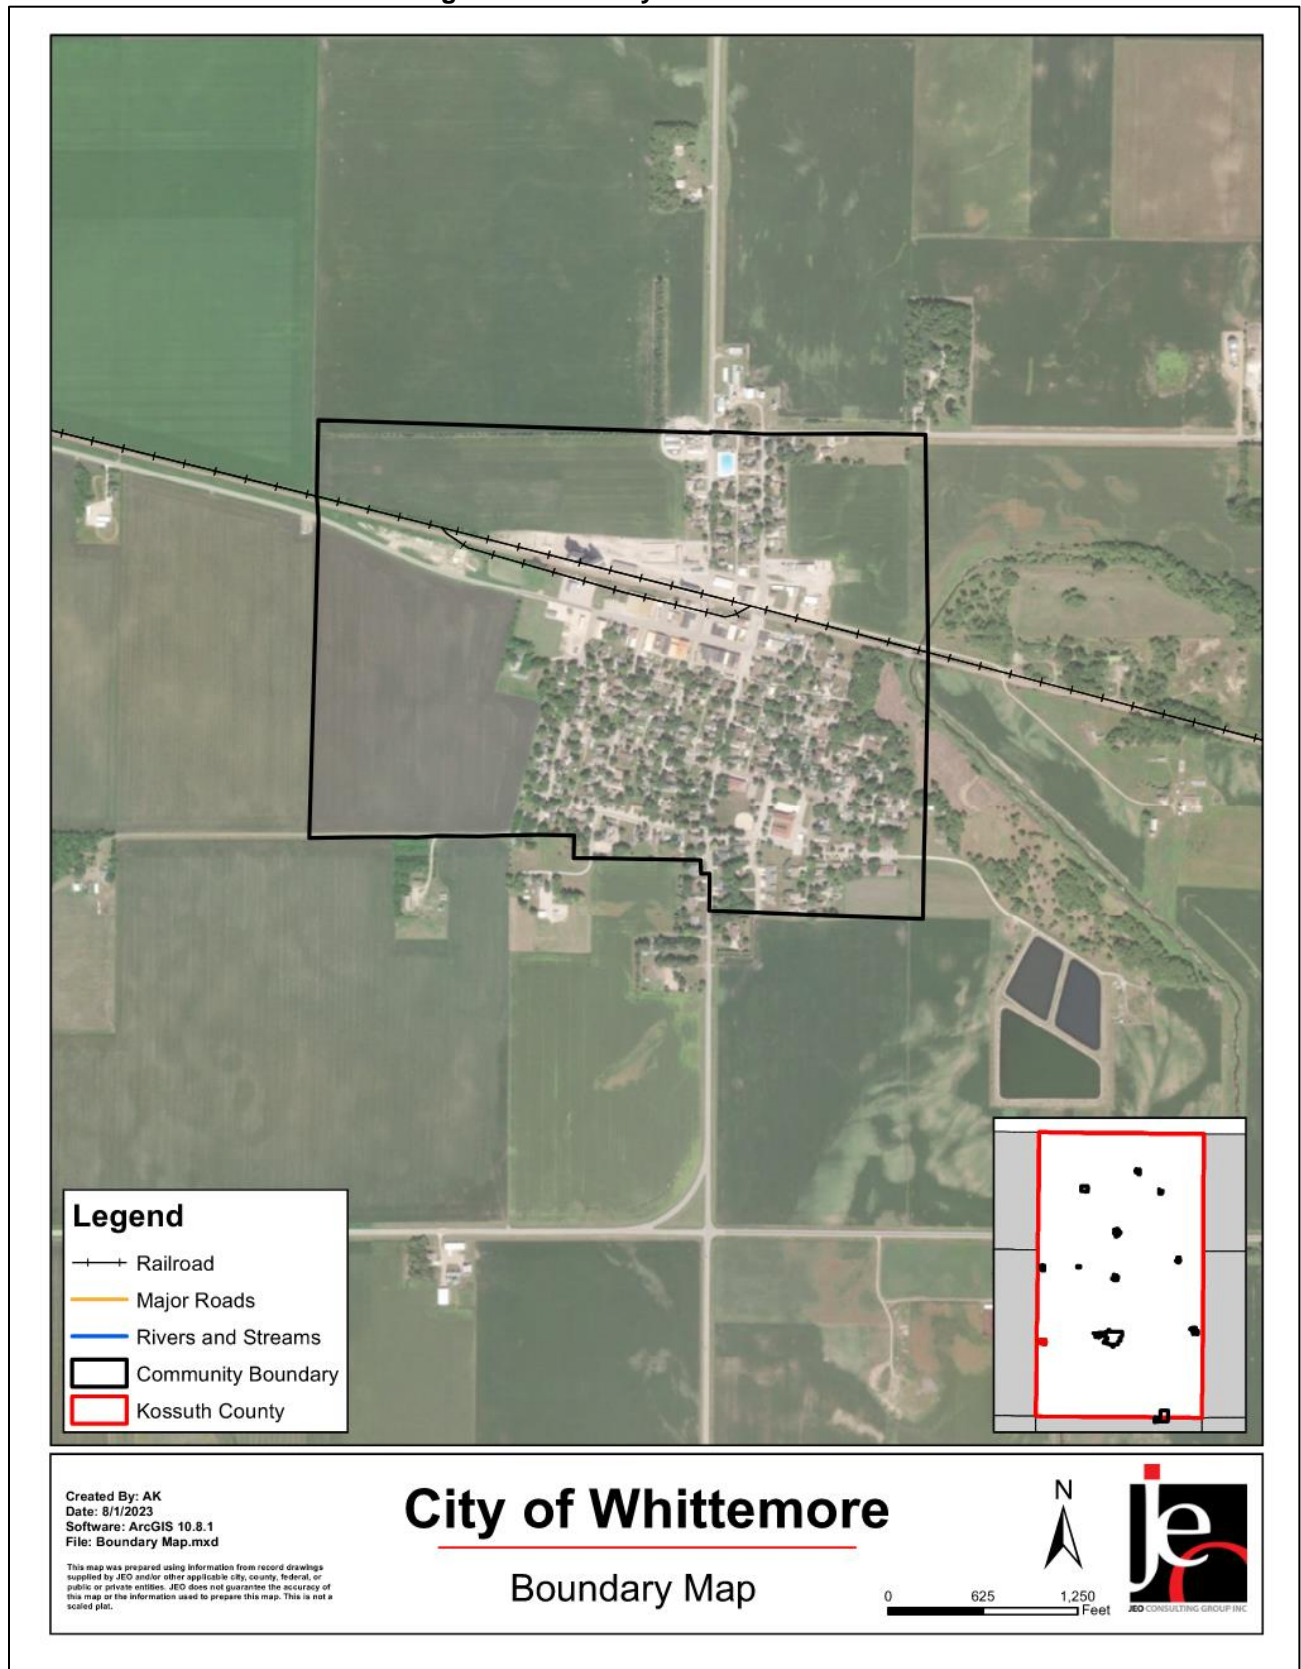 Legend
Railroad
Major Roads
Rivers and Streams
Community Boundary
Kossuth County
Created By: AK
Date: 8/1/2023
Software: ArcGIS 10.8.1
File: Boundary Map.mxd
This map was prepared using information from record drawings
supplied by JEO and/or other applicable city, county, federal, or
public or private entities. JEO does not guarantee the accuracy of
this map or the information used to prepare this map. This is not a
scaled plat.
City of Whittemore
Boundary Map
N
0 625 1,250
Feet
jeo
JEO CONSULTING GROUP INC